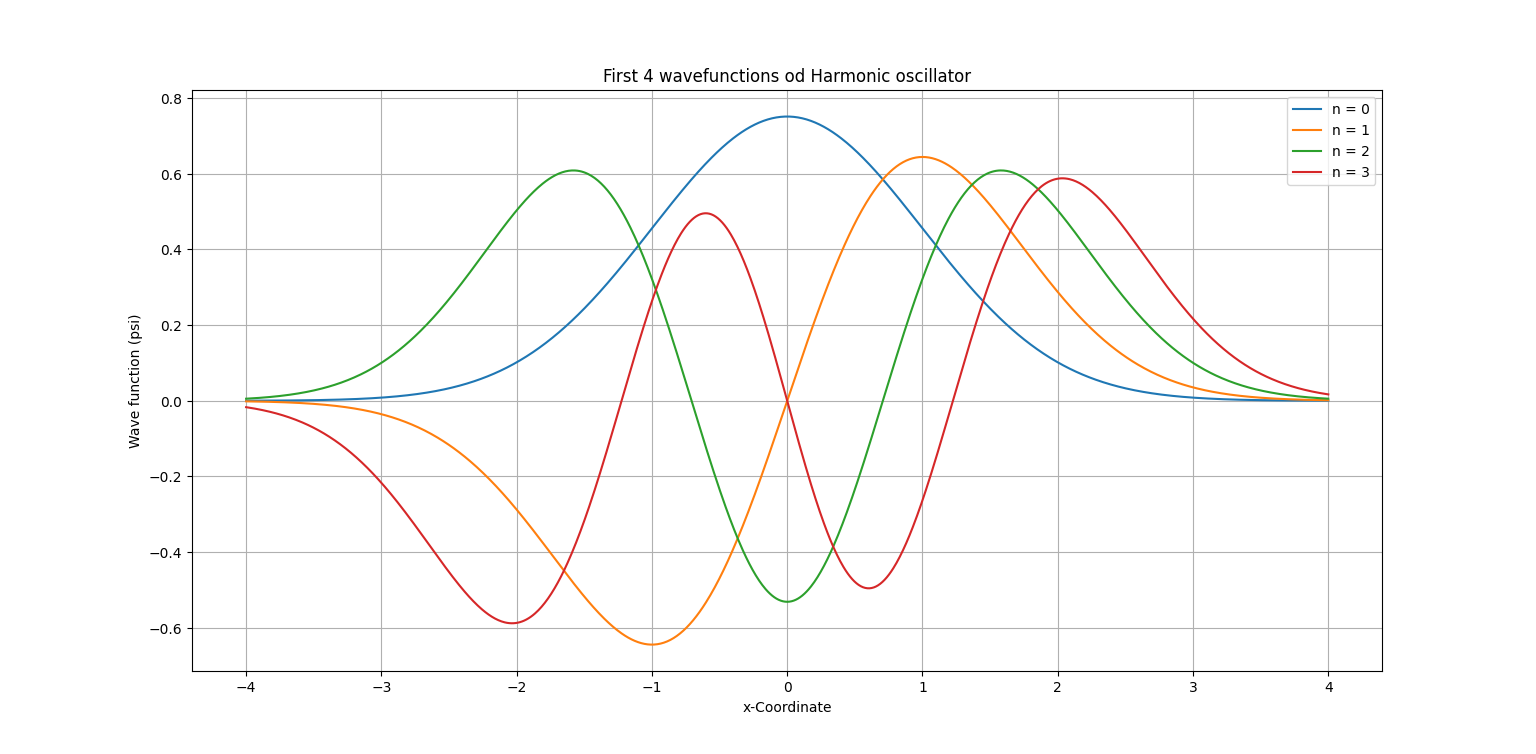 First 4 wavefunctions od Harmonic oscillator
n = 0
n = 1
n = 2
n = 3
Wave function (psi)
0.8
0.6
0.4
0.2
0.0
−0.2
−0.4
−0.6
−4 −3 −2 −1 0 1 2 3 4
x-Coordinate